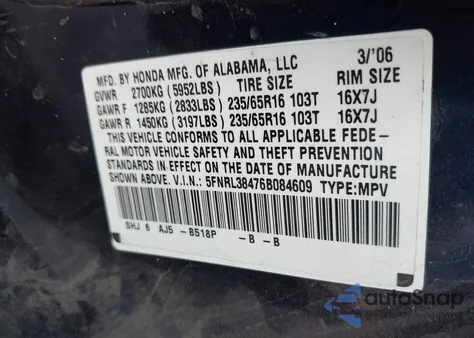 MFD. BY HONDA MFG. OF ALABAMA, LLC 3/'06
GVWR 2700KG (5952LBS) TIRE SIZE RIM SIZE
GAWR F 1285KG (2833LBS) 235/65R16 103T 16X7J
GAWR R 1450KG (3197LBS) 235/65R16 103T 16X7J
THIS VEHICLE CONFORMS TO ALL APPLICABLE FEDE-
RAL MOTOR VEHICLE SAFETY AND THEFT PREVENTION
STANDARDS IN EFFECT ON THE DATE OF MANUFACTURE
SHOWN ABOVE. V.I.N.: 5FNRL38476B084609 TYPE:MPV
SHJ 6 AJ5 -B518P -B -B
autoSnap